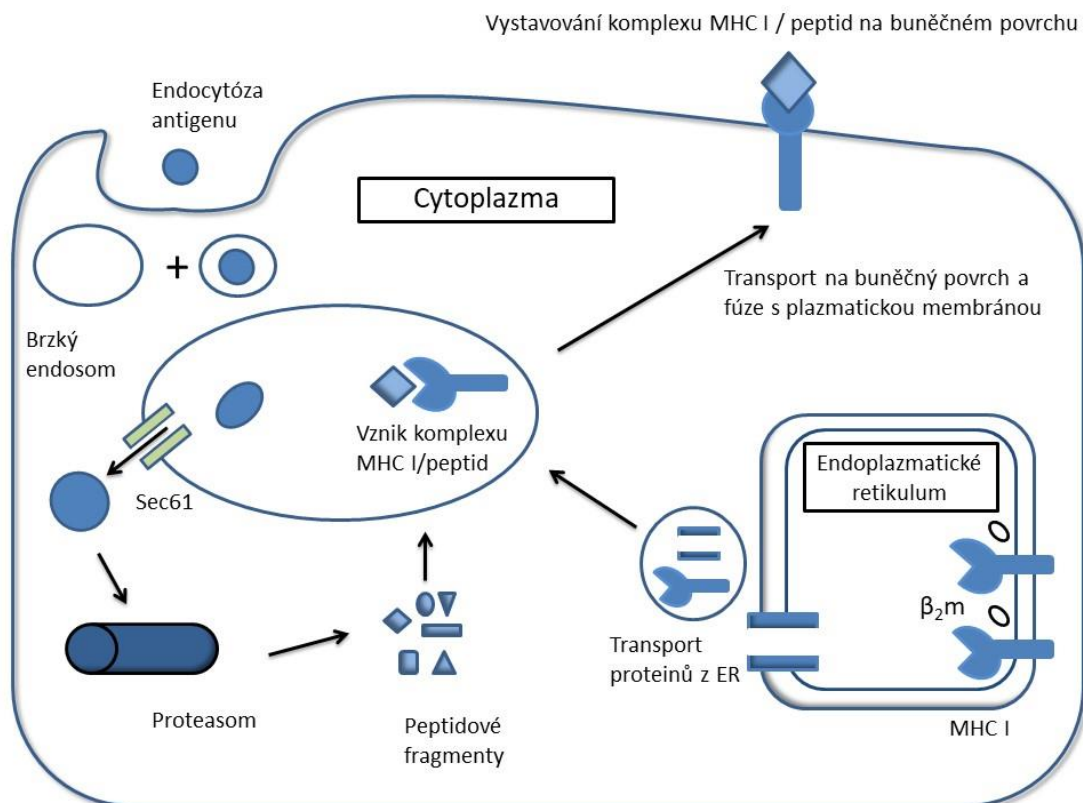 Vystavování komplexu MHC I / peptid na buněčném povrchu
Endocytóza
antigenu
Cytoplazma
+
Transport na buněčný povrch a
fúze s plazmatickou membránou
Brzký
endosom
Vznik komplexu
MHC I/peptid
Sec61
Endoplazmatické
retikulum
β₂m
Transport
proteinů z ER
MHC I
Proteasom
Peptidové
fragmenty